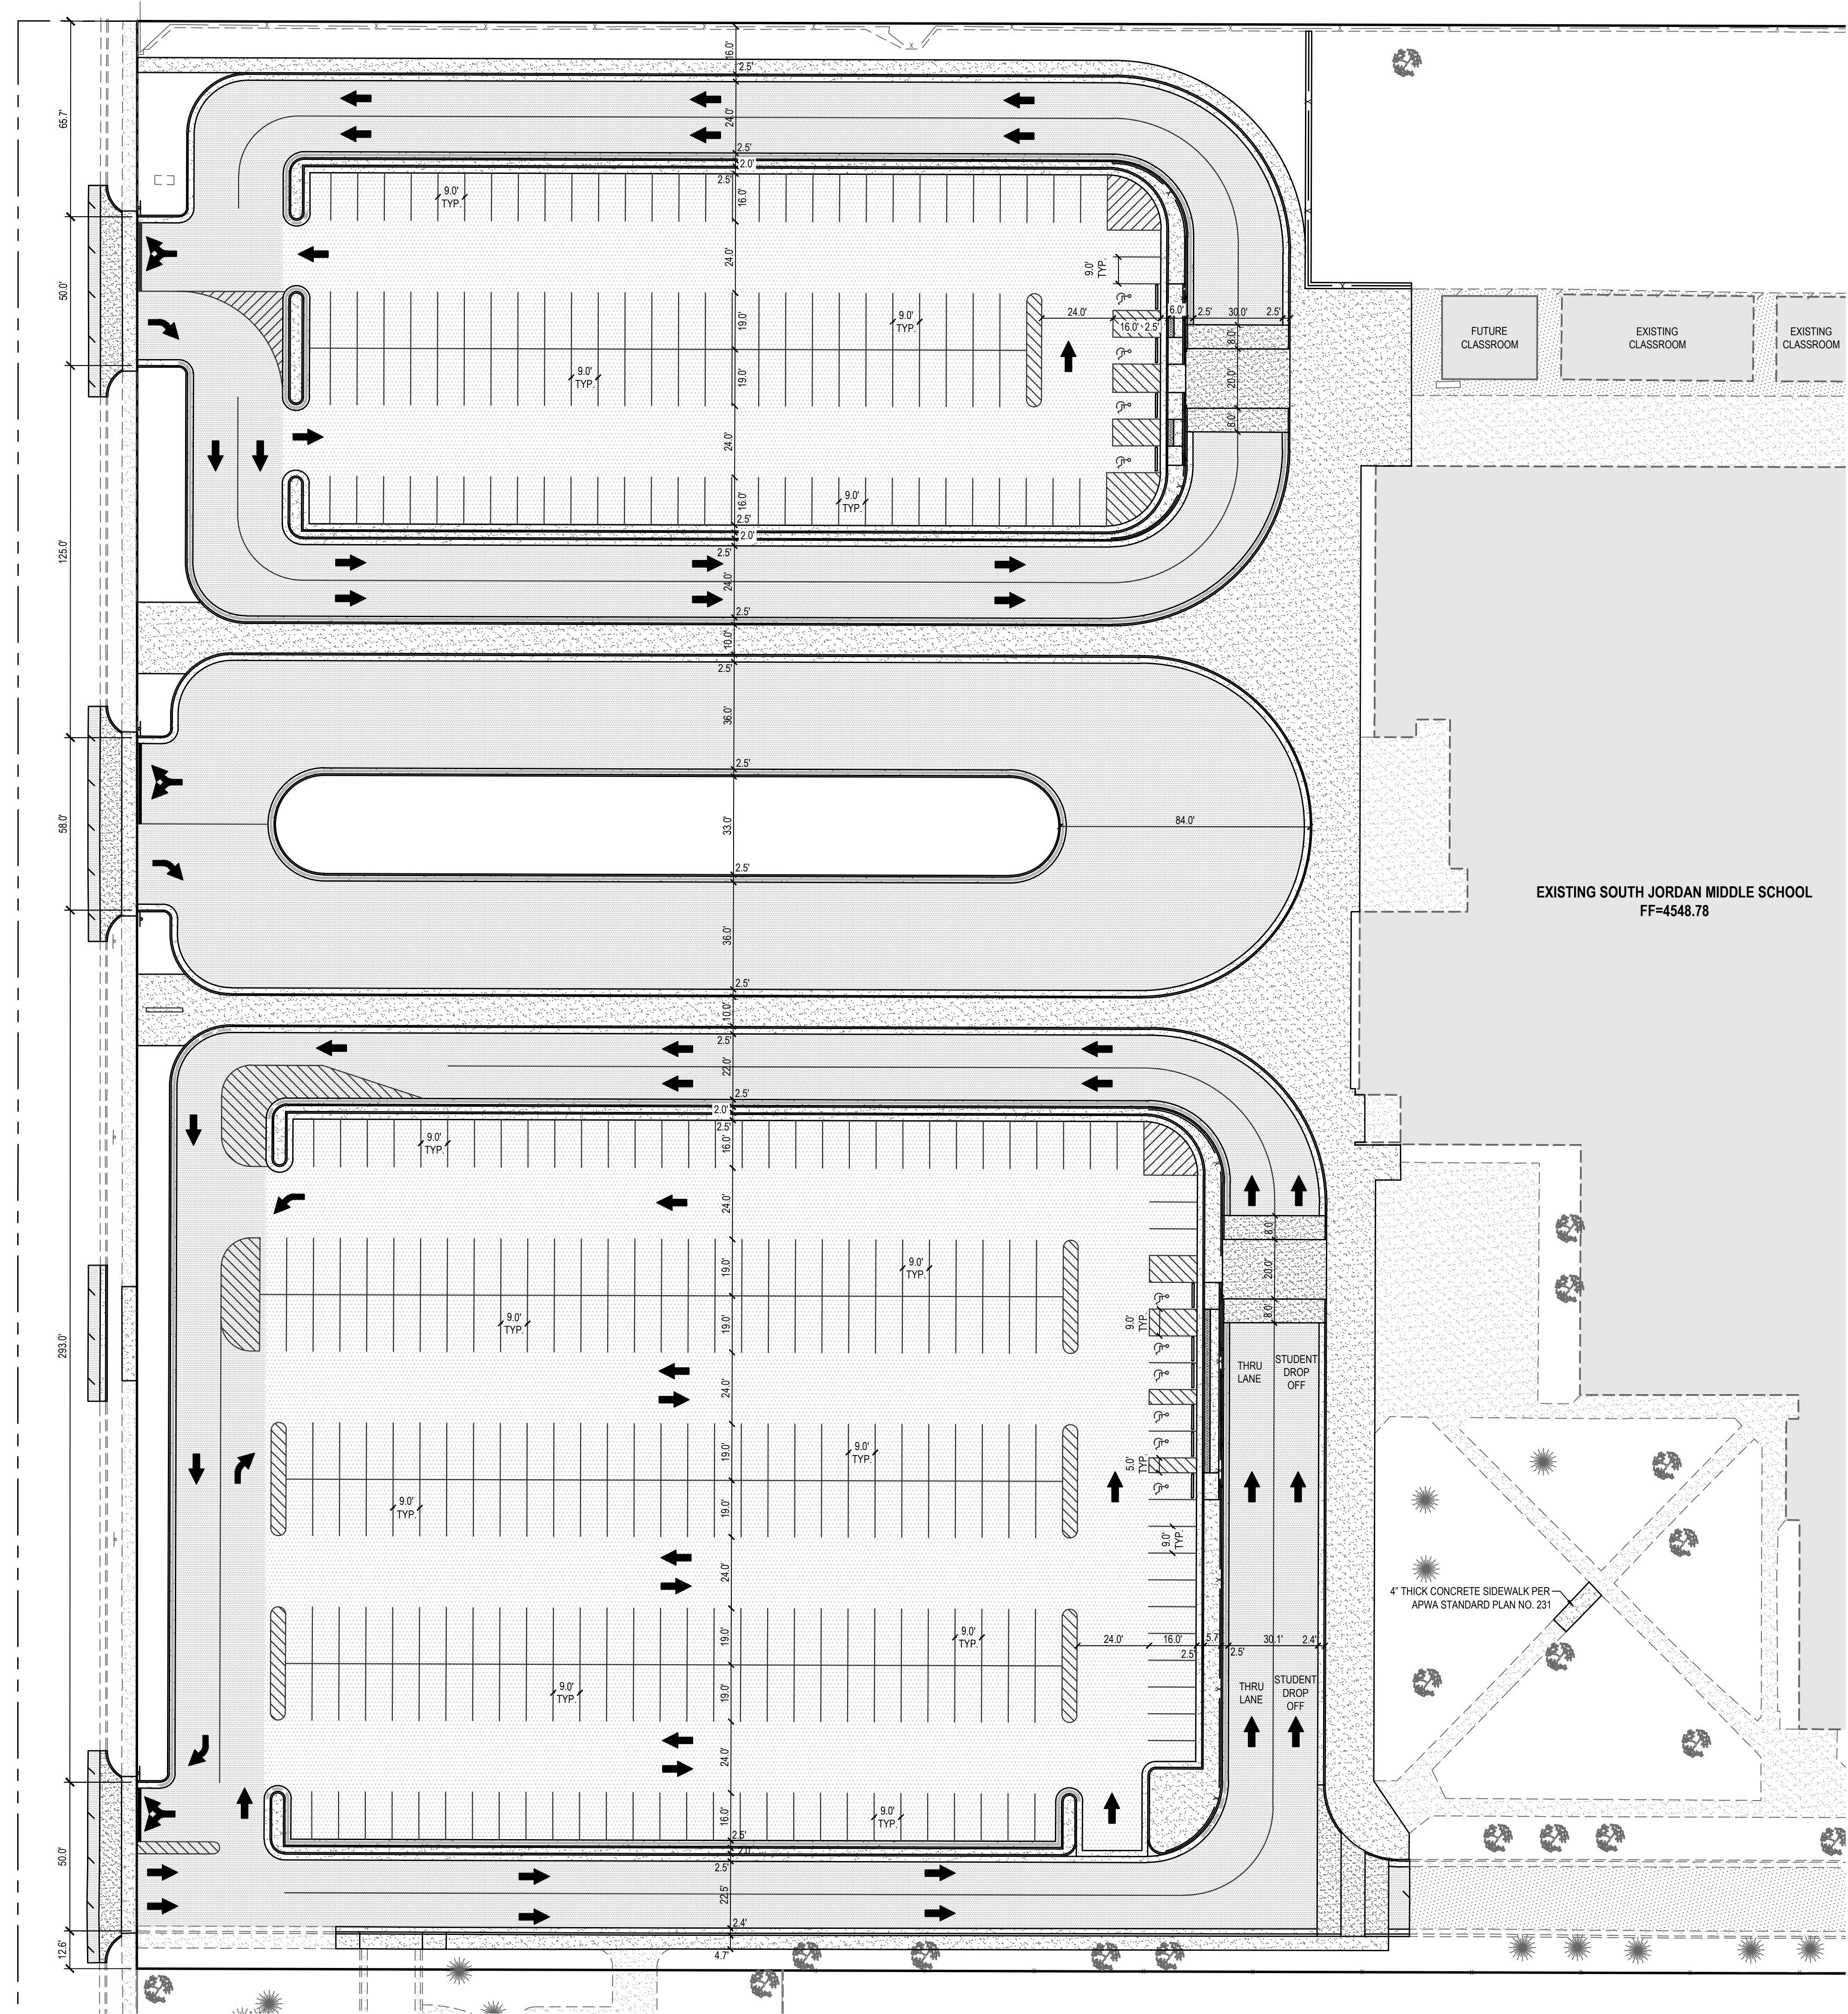 16.0'
2.5'
65.7'
24.0'
2.5'
2.0'
2.5'
9.0'
TYP.
16.0'
24.0'
9.0'
TYP.
50.0'
19.0'
9.0'
TYP.
24.0'
16.0'
2.5'
6.0'
2.5'
30.0'
2.5'
8.0'
FUTURE
CLASSROOM
EXISTING
CLASSROOM
EXISTING
CLASSROOM
19.0'
9.0'
TYP.
20.0'
8.0'
24.0'
16.0'
9.0'
TYP.
2.5'
2.0'
125.0'
2.5'
24.0'
2.5'
10.0'
2.5'
36.0'
2.5'
58.0'
33.0'
84.0'
2.5'
EXISTING SOUTH JORDAN MIDDLE SCHOOL
FF=4548.78
36.0'
2.5'
10.0'
2.5'
22.0'
2.5'
2.0'
2.5'
9.0'
TYP.
16.0'
24.0'
8.0'
19.0'
9.0'
TYP.
20.0'
293.0'
19.0'
9.0'
TYP.
9.0'
TYP.
8.0'
THRU
LANE
STUDENT
DROP
OFF
24.0'
19.0'
9.0'
TYP.
5.0'
TYP.
19.0'
9.0'
TYP.
9.0'
TYP.
24.0'
4" THICK CONCRETE SIDEWALK PER
APWA STANDARD PLAN NO. 231
19.0'
9.0'
TYP.
24.0'
16.0'
2.5'
5.7'
2.5'
30.1'
2.4'
19.0'
9.0'
TYP.
THRU
LANE
STUDENT
DROP
OFF
24.0'
16.0'
9.0'
TYP.
2.5'
2.0'
50.0'
2.5'
22.5'
2.4'
12.6'
4.7'